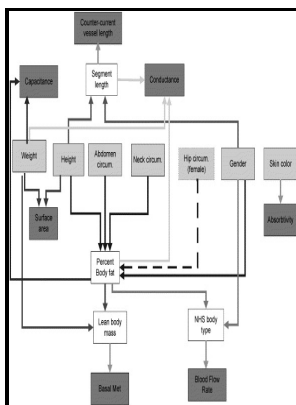 Counter-current
vessel length
Segment
length
Capacitance
Conductance
Weight
Height
Abdomen
circum.
Neck circum.
Hip circum.
(female)
Gender
Skin color
Surface
area
Absorbtivity
Percent
Body fat
Lean body
mass
NHS body
type
Basal Met
Blood Flow
Rate